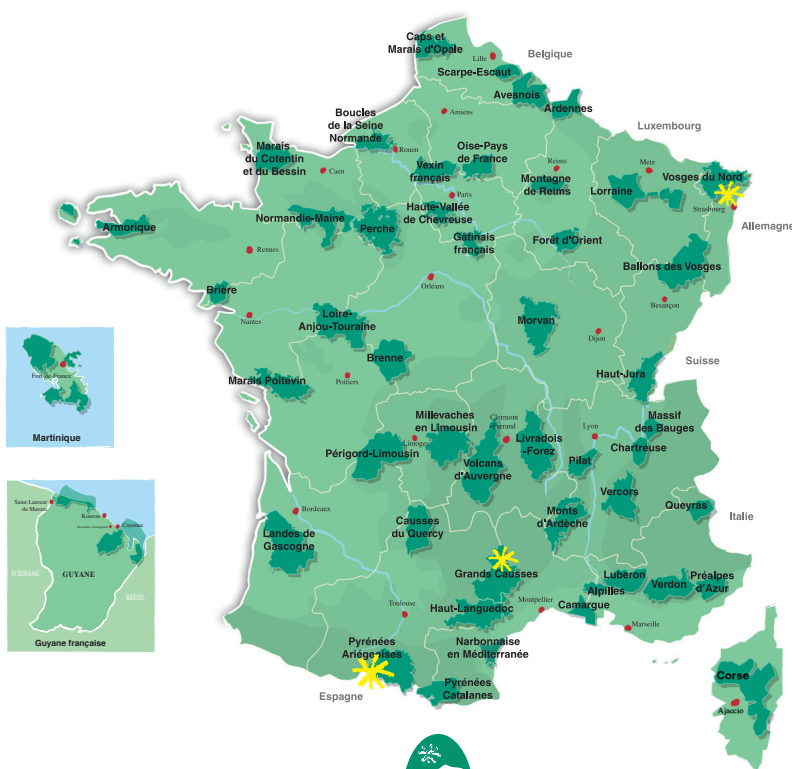 Caps et
Marais d'Opale
Lille
Belgique
Scarpe-Escaut
Avesnois
Ardennes
Amiens
Boucles
de la Seine
Normande
Luxembourg
Marais
du Cotentin
et du Bessin
Rouen
Oise-Pays
de France
Caen
Vexin
français
Reims
Montagne
de Reims
Metz
Lorraine
Vosges du Nord
Paris
Strasbourg
Armorique
Normandie-Maine
Perche
Haute-Vallée
de Chevreuse
Gâtinais
français
Forêt d'Orient
Allemagne
Rennes
Ballons des Vosges
Brière
Orléans
Besançon
Nantes
Loire-
Anjou-Touraine
Morvan
Dijon
Brenne
Suisse
Marais Poitevin
Poitiers
Haut-Jura
Fort-de-France
Martinique
Millevaches
en Limousin
Clermont
-Ferrand
Limoges
Livradois
-Forez
Lyon
Massif
des Bauges
Chartreuse
Périgord-Limousin
Volcans
d'Auvergne
Pilat
Vercors
Queyras
Italie
Saint-Laurent
du Maroni
Kourou
Cayenne
SURINAME
GUYANE
BRÉSIL
Guyane française
Bordeaux
Landes de
Gascogne
Causses
du Quercy
Monts
d'Ardèche
Grands Causses
Luberon
Alpilles
Verdon
Préalpes
d'Azur
Toulouse
Haut-Languedoc
Montpellier
Camargue
Marseille
Pyrénées
Ariégeoises
Narbonnaise
en Méditerranée
Espagne
Pyrénées
Catalanes
Corse
Ajaccio